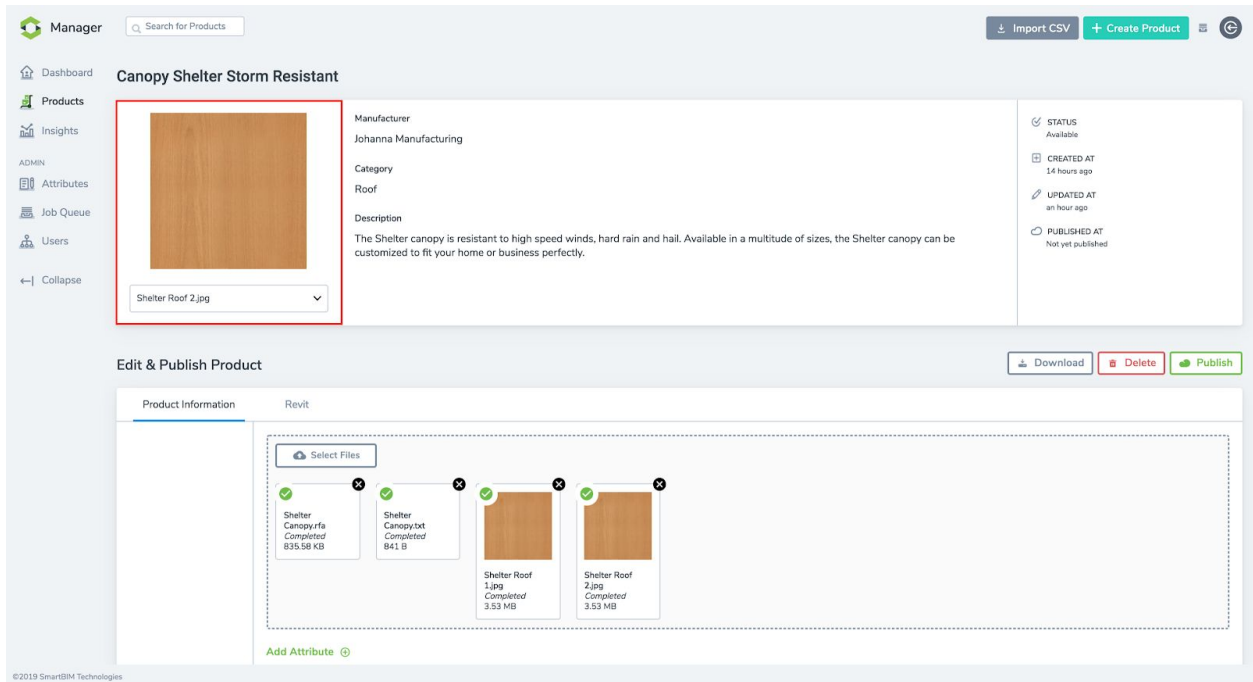 Manager
Search for Products
Import CSV
+ Create Product
Dashboard
Products
Insights
ADMIN
Attributes
Job Queue
Users
Collapse
Canopy Shelter Storm Resistant
Shelter Roof 2.jpg
Manufacturer
Johanna Manufacturing
Category
Roof
Description
The Shelter canopy is resistant to high speed winds, hard rain and hail. Available in a multitude of sizes, the Shelter canopy can be
customized to fit your home or business perfectly.
STATUS
Available
CREATED AT
14 hours ago
UPDATED AT
an hour ago
PUBLISHED AT
Not yet published
Edit & Publish Product
Download
Delete
Publish
Product Information
Revit
Select Files
Shelter
Canopy.rfa
Completed
835.58 KB
Shelter
Canopy.txt
Completed
841 B
Shelter Roof
1.jpg
Completed
3.53 MB
Shelter Roof
2.jpg
Completed
3.53 MB
Add Attribute
©2019 SmartBIM Technologies